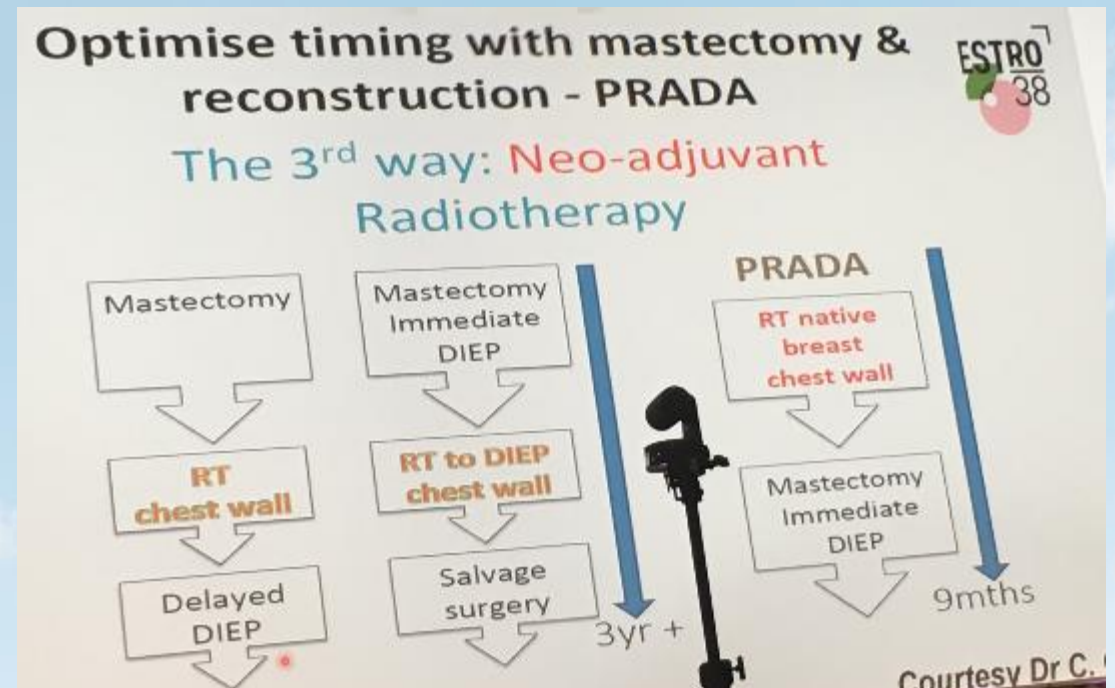 Optimise timing with mastectomy &
reconstruction - PRADA
ESTRO
38
The 3rd way: Neo-adjuvant
Radiotherapy
Mastectomy
RT
chest wall
Delayed
DIEP
Mastectomy
Immediate
DIEP
RT to DIEP
chest wall
Salvage
surgery
3yr +
PRADA
RT native
breast
chest wall
Mastectomy
Immediate
DIEP
9mths
Courtesy Dr C.